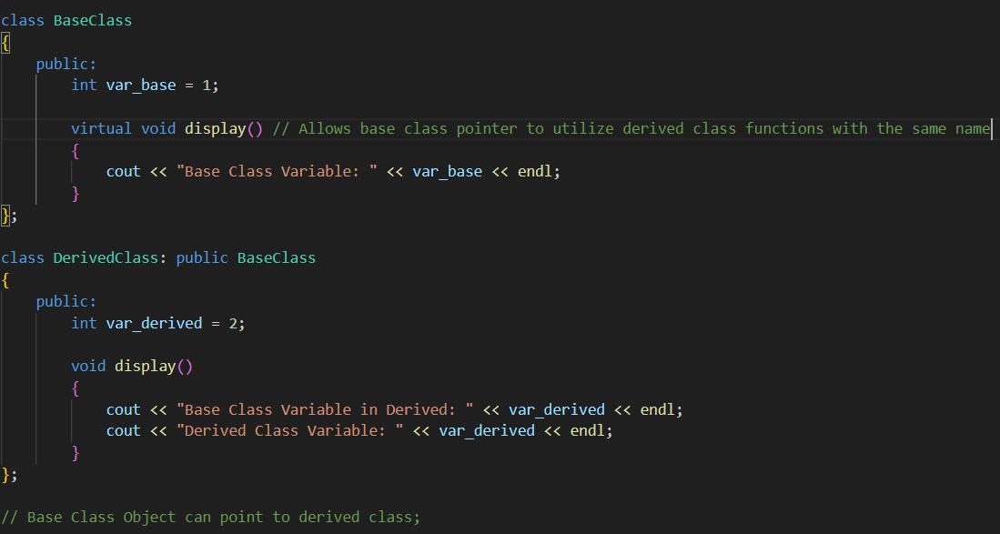 class BaseClass
{
public:
int var_base = 1;
virtual void display() // Allows base class pointer to utilize derived class functions with the same name
{
cout << "Base Class Variable: " << var_base << endl;
}
};
class DerivedClass: public BaseClass
{
public:
int var_derived = 2;
void display()
{
cout << "Base Class Variable in Derived: " << var_derived << endl;
cout << "Derived Class Variable: " << var_derived << endl;
}
};
// Base Class Object can point to derived class;